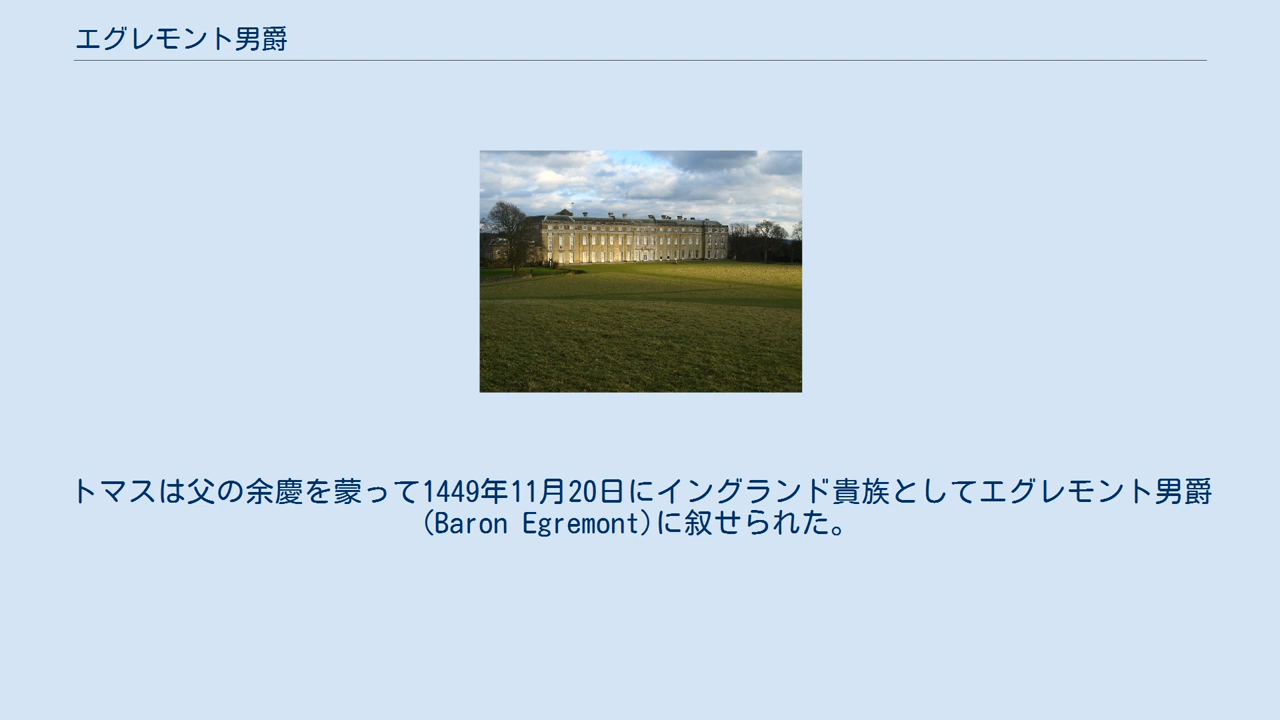 エグレモント男爵
トマスは父の余慶を蒙って1449年11月20日にイングランド貴族としてエグレモント男爵
(Baron Egremont)に叙せられた。